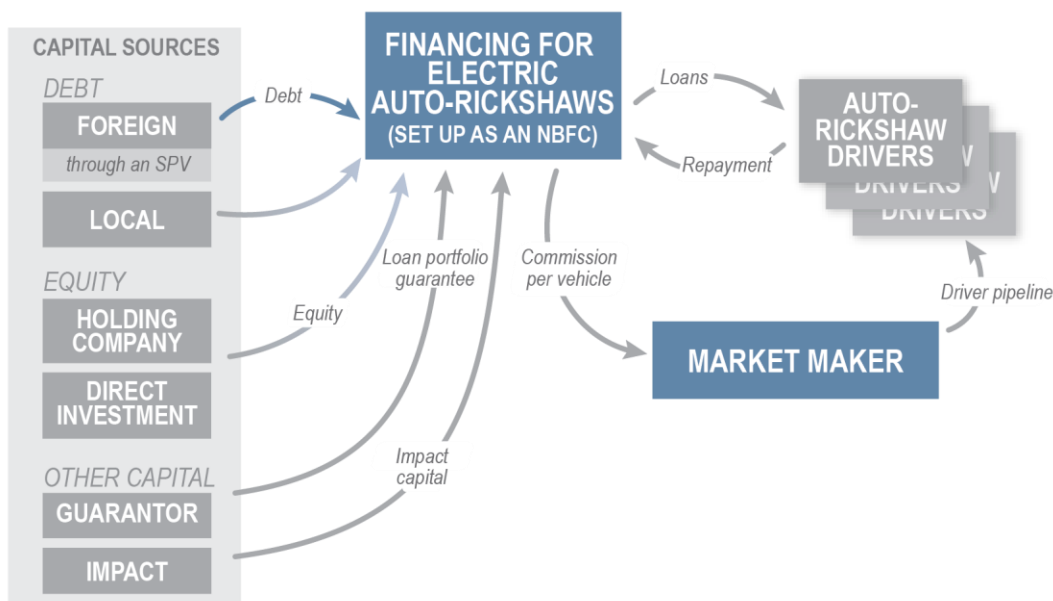 CAPITAL SOURCES
DEBT
FOREIGN
through an SPV
LOCAL
EQUITY
HOLDING
COMPANY
DIRECT
INVESTMENT
OTHER CAPITAL
GUARANTOR
IMPACT
Debt
Equity
Loan portfolio
guarantee
Impact
capital
FINANCING FOR
ELECTRIC
AUTO-RICKSHAWS
(SET UP AS AN NBFC)
Loans
Repayment
Commission
per vehicle
AUTO-
RICKSHAW
DRIVERS
W
DRIVERS
W
DRIVERS
Driver pipeline
MARKET MAKER